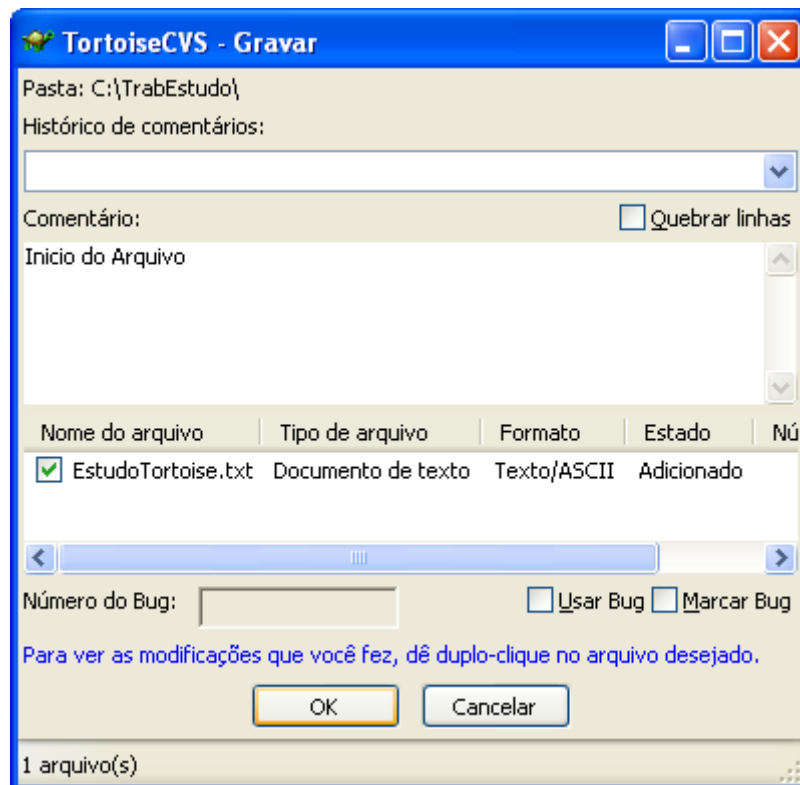 TortoiseCVS - Gravar
Pasta: C:\TrabEstudo\
Histórico de comentários:
Comentário: Quebrar linhas
Inicio do Arquivo
Nome do arquivo Tipo de arquivo Formato Estado Nú
EstudoTortoise.txt Documento de texto Texto/ASCII Adicionado
Número do Bug: Usar Bug Marcar Bug
Para ver as modificações que você fez, dê duplo-clique no arquivo desejado.
OK Cancelar
1 arquivo(s)